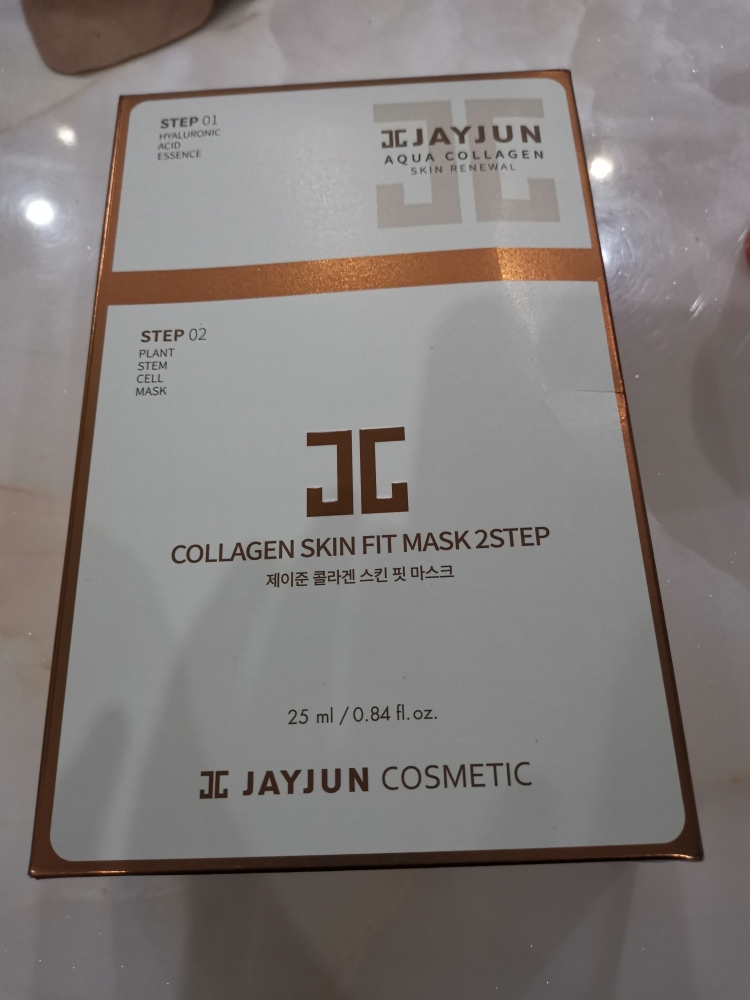 STEP 01
HYALURONIC
ACID
ESSENCE
JAYJUN
AQUA COLLAGEN
SKIN RENEWAL
STEP 02
PLANT
STEM
CELL
MASK
COLLAGEN SKIN FIT MASK 2STEP
제이준 콜라겐 스킨 핏 마스크
25 ml / 0.84 fl.oz.
JAYJUN COSMETIC